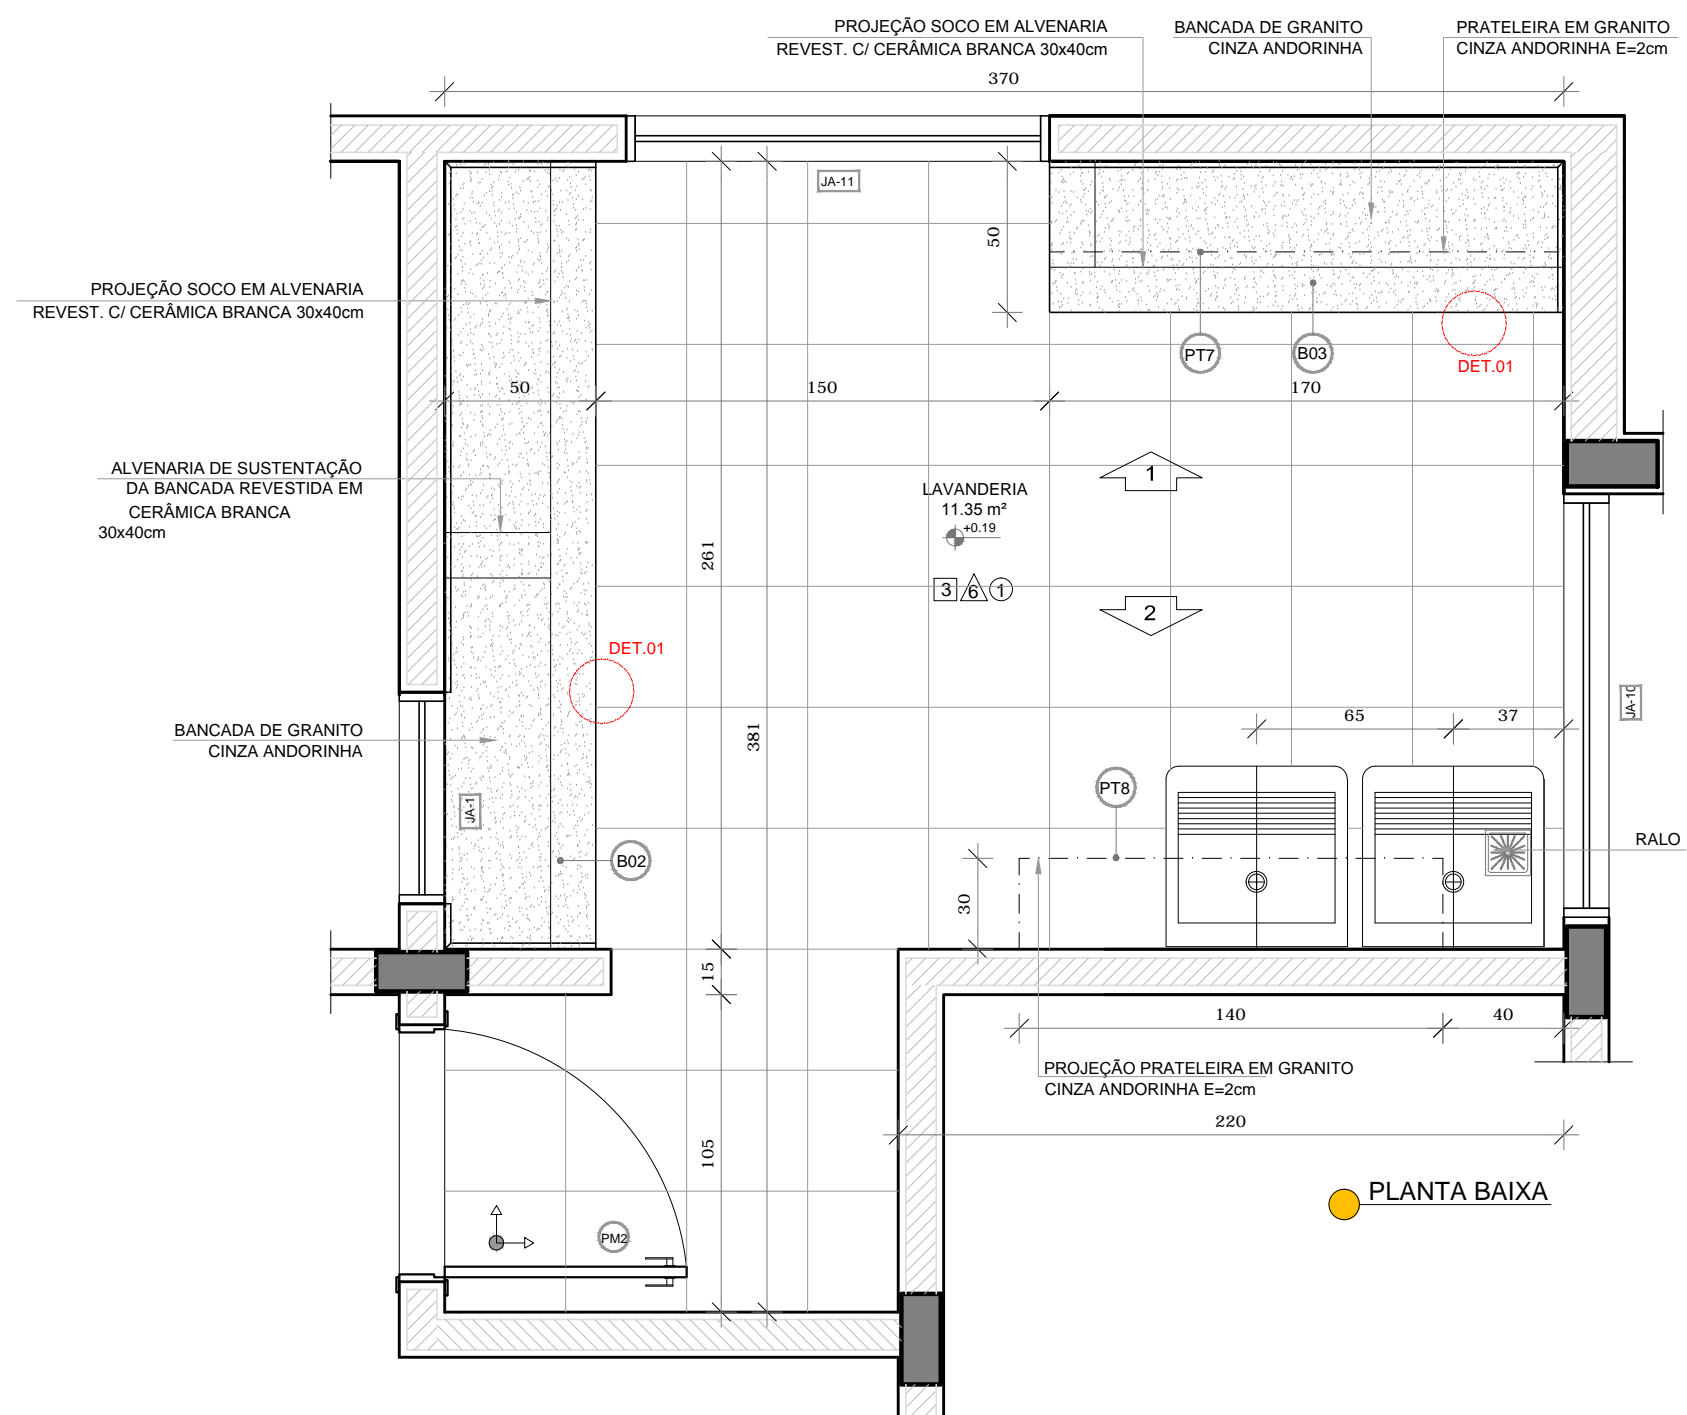 PROJEÇÃO SOCO EM ALVENARIA
REVEST. C/ CERÂMICA BRANCA 30x40cm
BANCADA DE GRANITO
CINZA ANDORINHA
PRATELEIRA EM GRANITO
CINZA ANDORINHA E=2cm
370
JA-11
50
PROJEÇÃO SOCO EM ALVENARIA
REVEST. C/ CERÂMICA BRANCA 30x40cm
PT7
B03
DET.01
50
150
170
ALVENARIA DE SUSTENTAÇÃO
DA BANCADA REVESTIDA EM
CERÂMICA BRANCA
30x40cm
1
LAVANDERIA
11.35 m²
+0.19
261
3
6
1
2
DET.01
JA-10
BANCADA DE GRANITO
CINZA ANDORINHA
381
65
37
PT8
JA-1
RALO
B02
30
15
140
40
PROJEÇÃO PRATELEIRA EM GRANITO
CINZA ANDORINHA E=2cm
220
105
PLANTA BAIXA
PM2